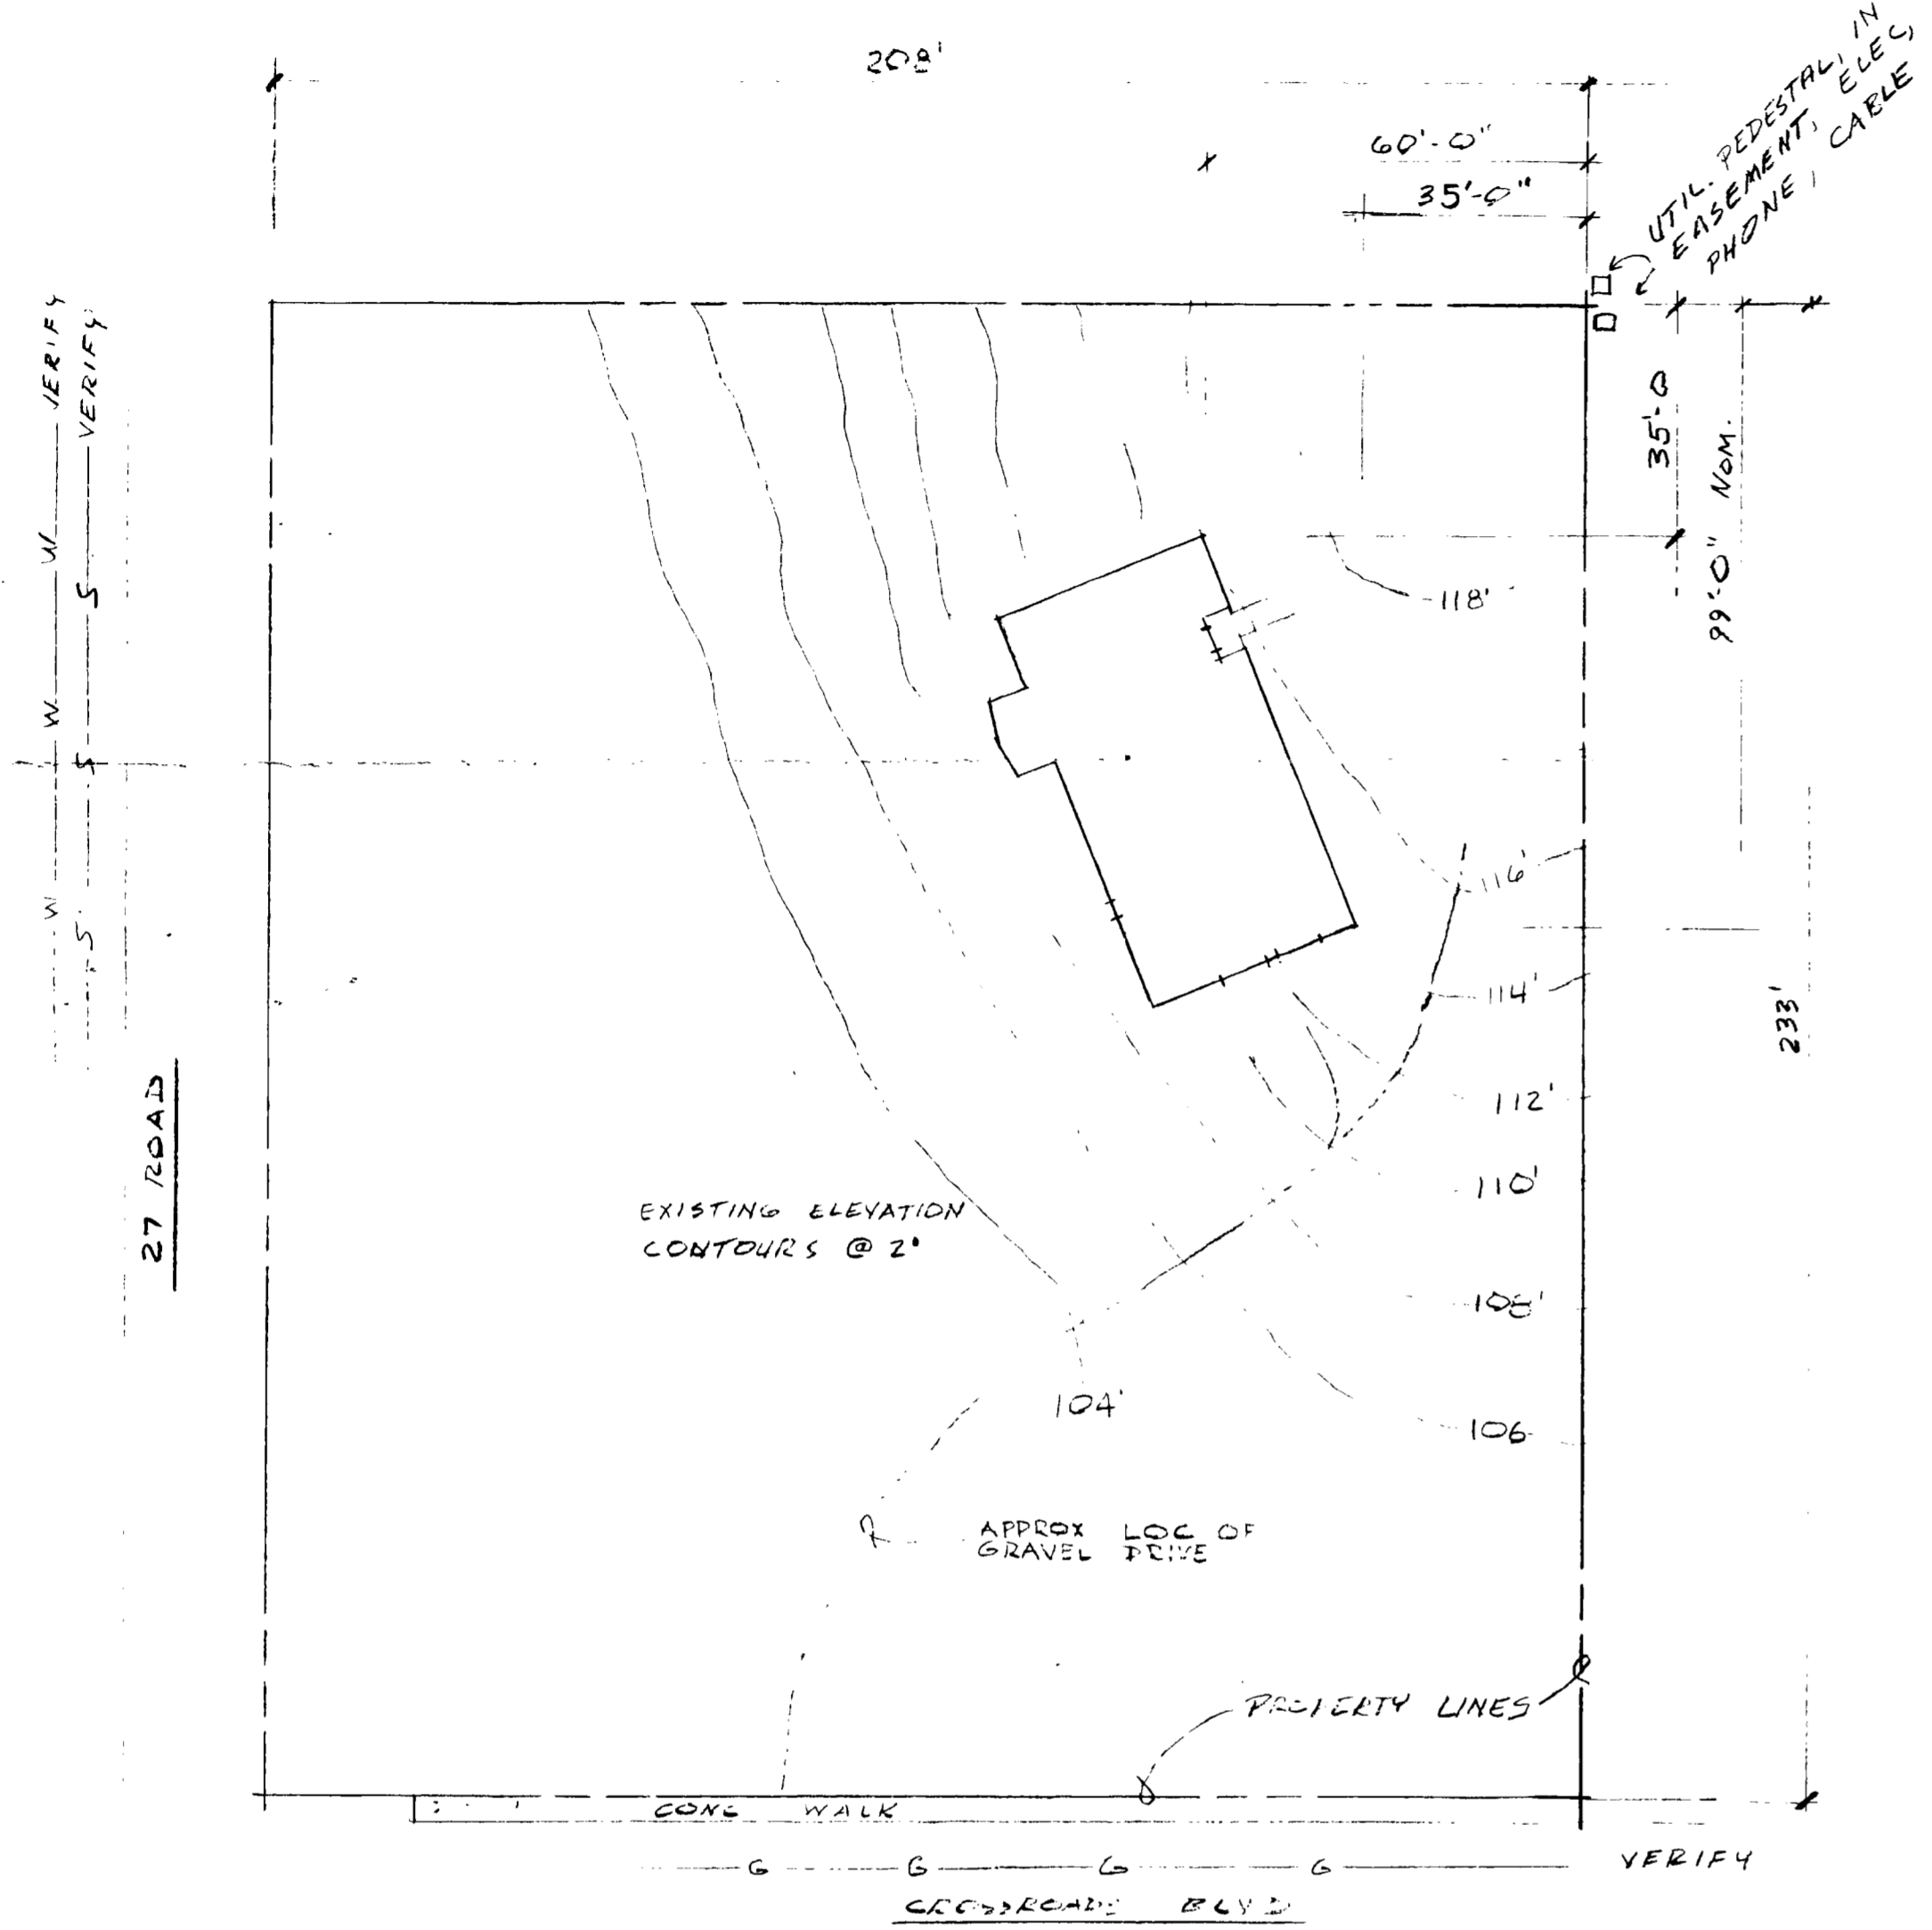 208'
60'-0"
35'-0"
UTIL. PEDESTAL, IN
EASEMENT, ELEC,
PHONE, CABLE
W W W W VERIFY
S S S VERIFY
35'-0
99'-0" NOM.
118'
116'
114'
233'
112'
110'
108'
106
104'
27 ROAD
EXISTING ELEVATION
CONTOURS @ 2'
APPROX LOC OF
GRAVEL DRIVE
PROPERTY LINES
CONC WALK
G G G G VERIFY
CROSSROADS BLVD